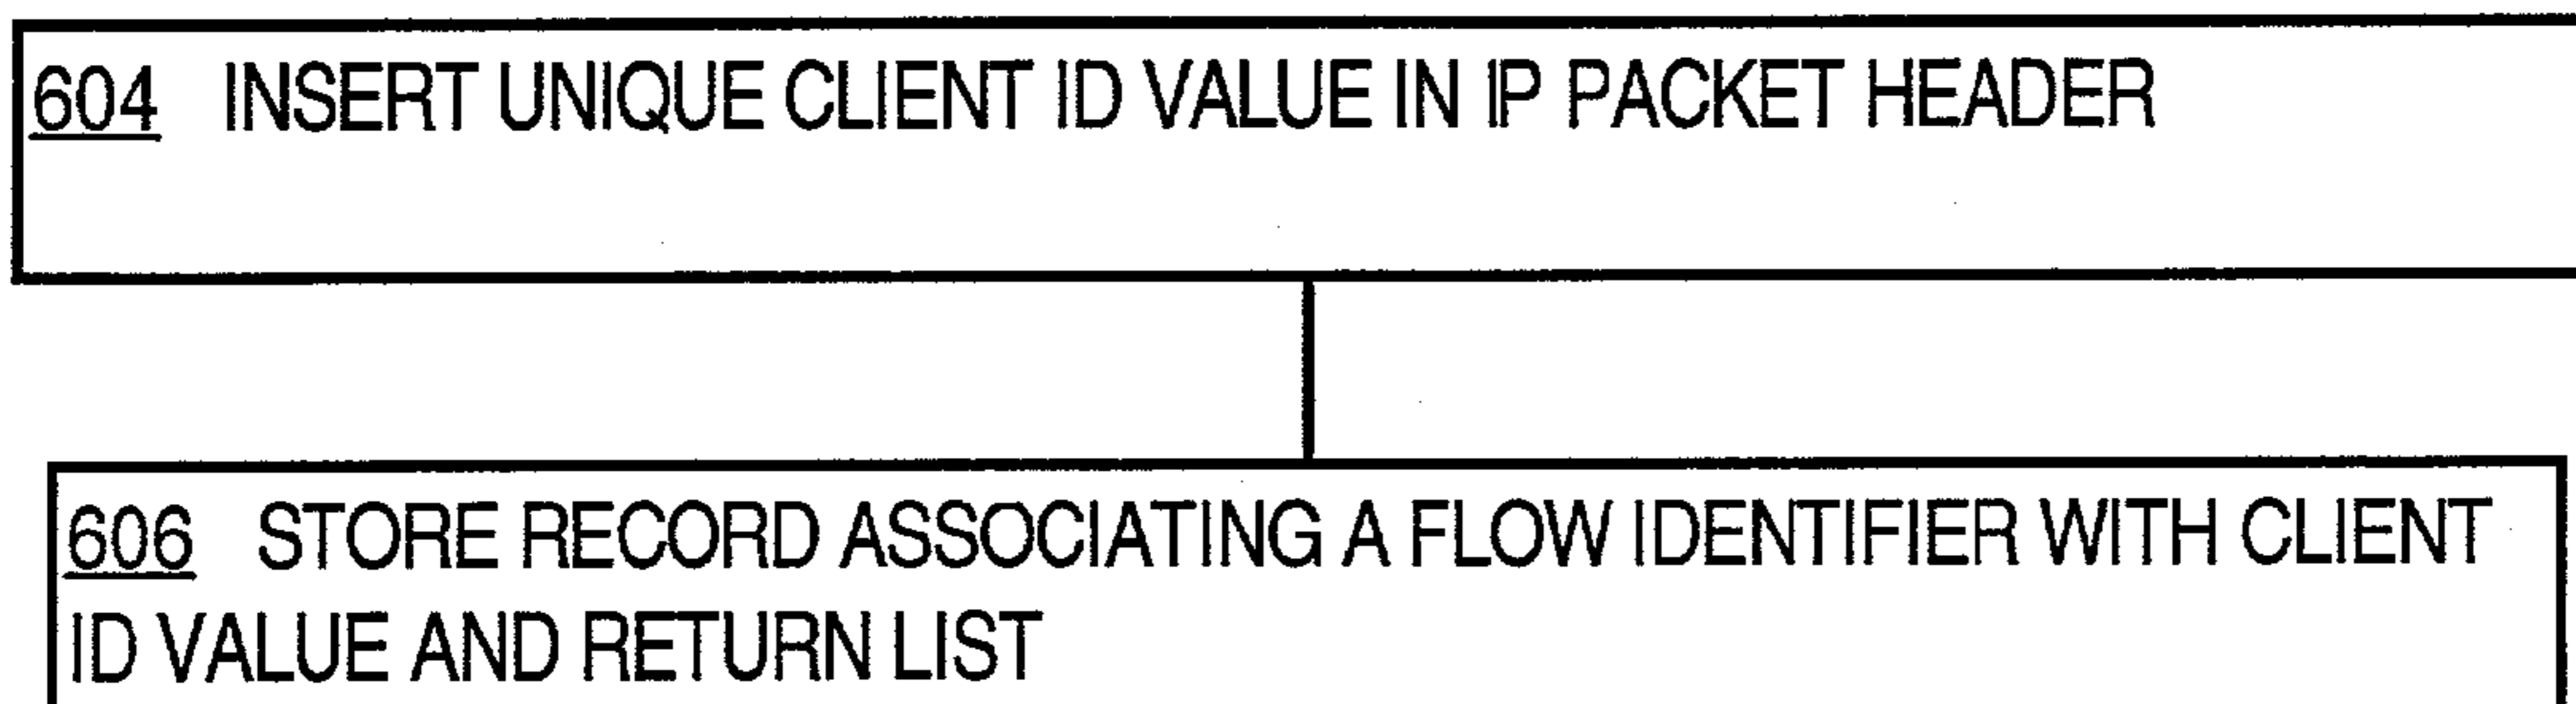 604 INSERT UNIQUE CLIENT ID VALUE IN IP PACKET HEADER
606 STORE RECORD ASSOCIATING A FLOW IDENTIFIER WITH CLIENT
ID VALUE AND RETURN LIST